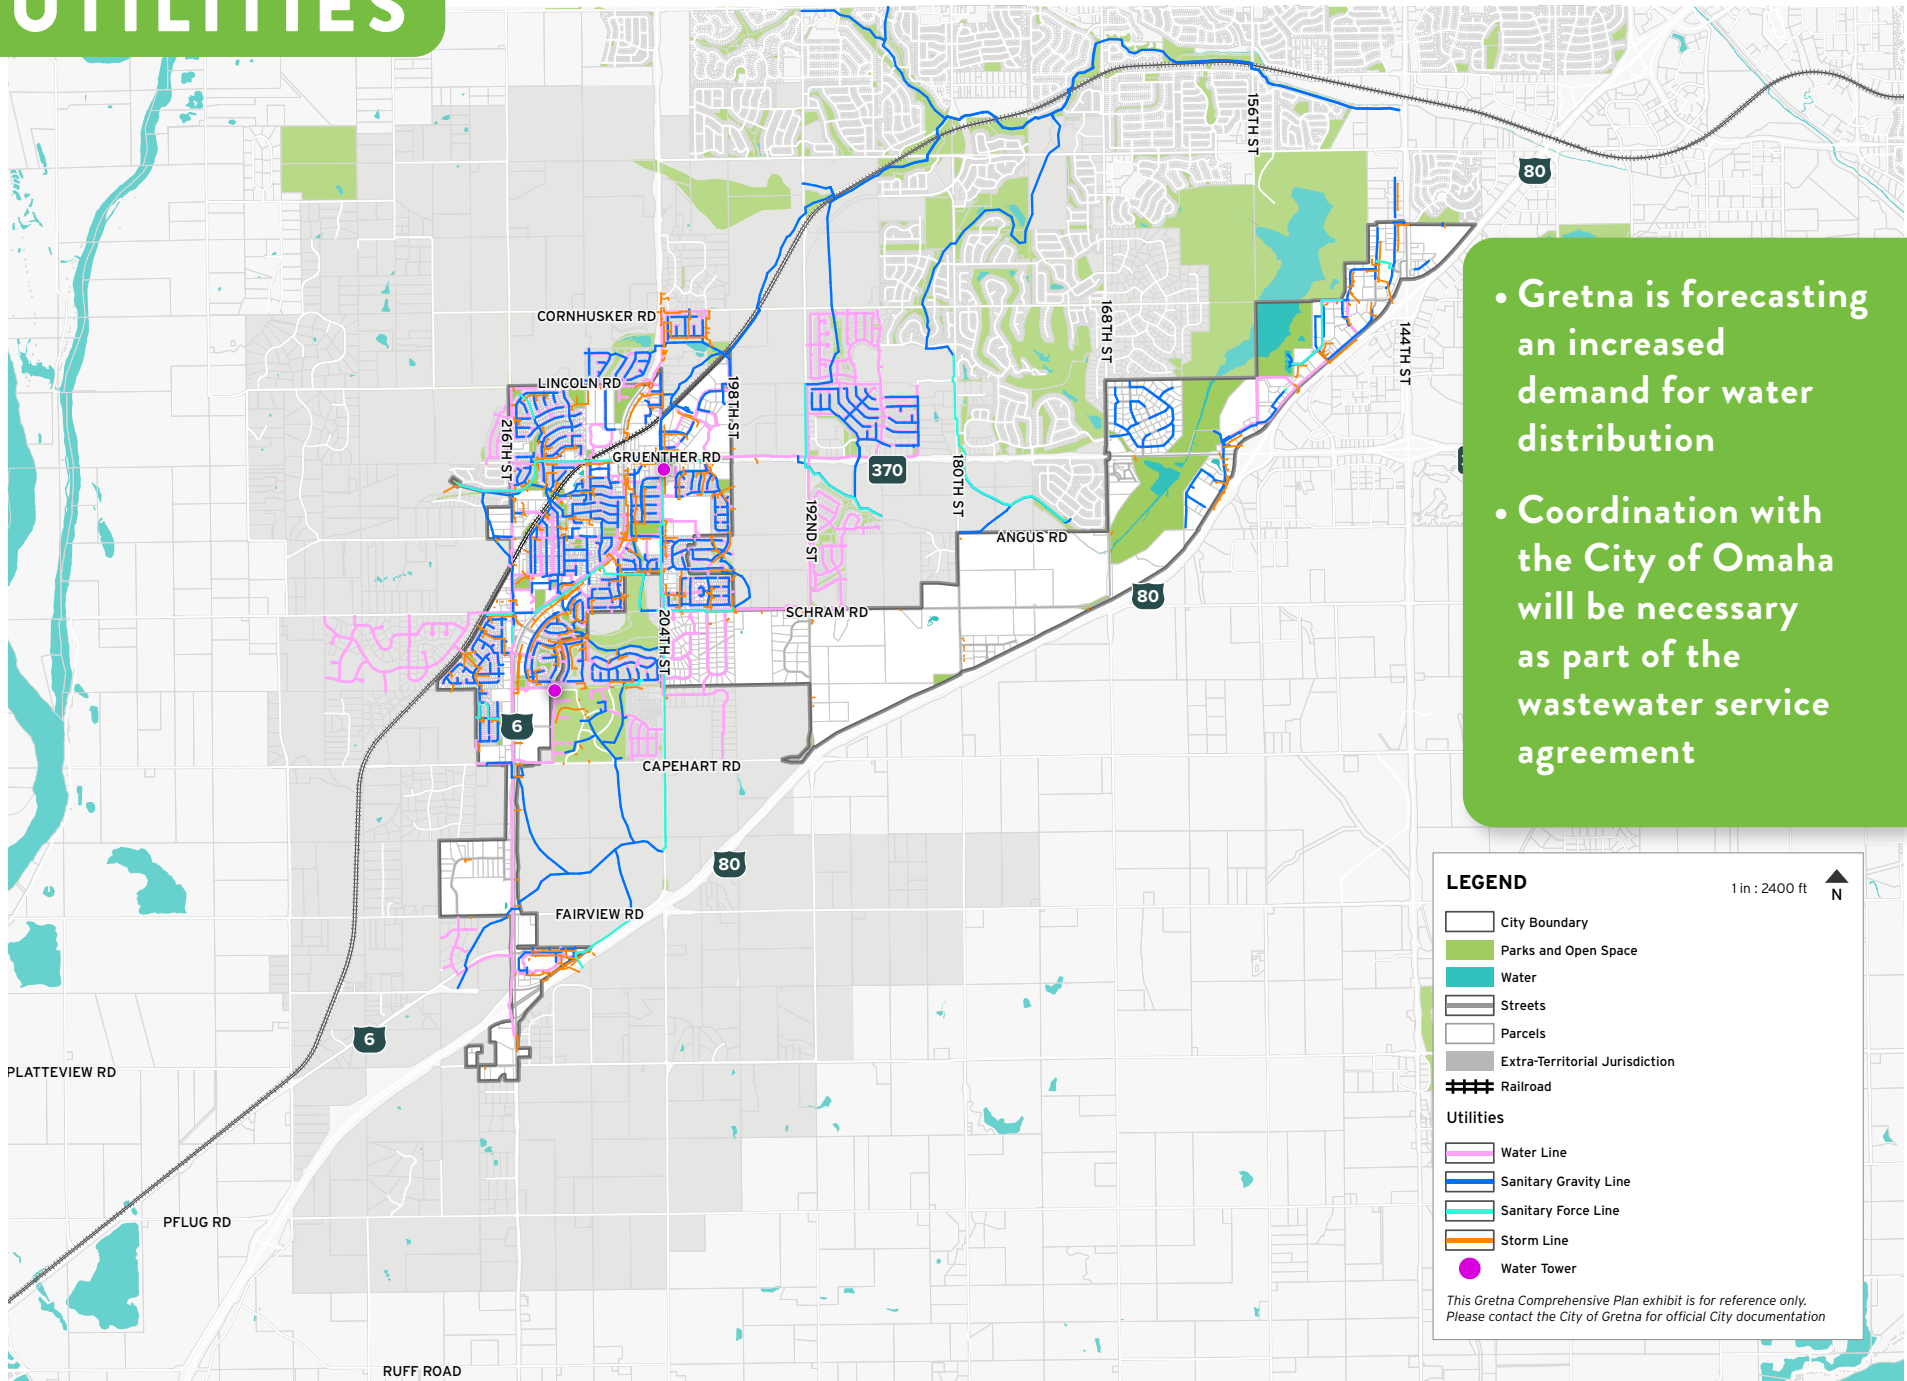 UTILITIES
156TH ST
80
CORNHUSKER RD
168TH ST
144TH ST
LINCOLN RD
198TH ST
216TH ST
GRUENTHER RD
370
180TH ST
192ND ST
ANGUS RD
80
SCHRAM RD
204TH ST
6
CAPEHART RD
80
FAIRVIEW RD
6
PLATTEVIEW RD
PFLUG RD
RUFF ROAD
• Gretna is forecasting
an increased
demand for water
distribution
• Coordination with
the City of Omaha
will be necessary
as part of the
wastewater service
agreement
LEGEND
1 in : 2400 ft
N
City Boundary
Parks and Open Space
Water
Streets
Parcels
Extra-Territorial Jurisdiction
Railroad
Utilities
Water Line
Sanitary Gravity Line
Sanitary Force Line
Storm Line
Water Tower
This Gretna Comprehensive Plan exhibit is for reference only.
Please contact the City of Gretna for official City documentation